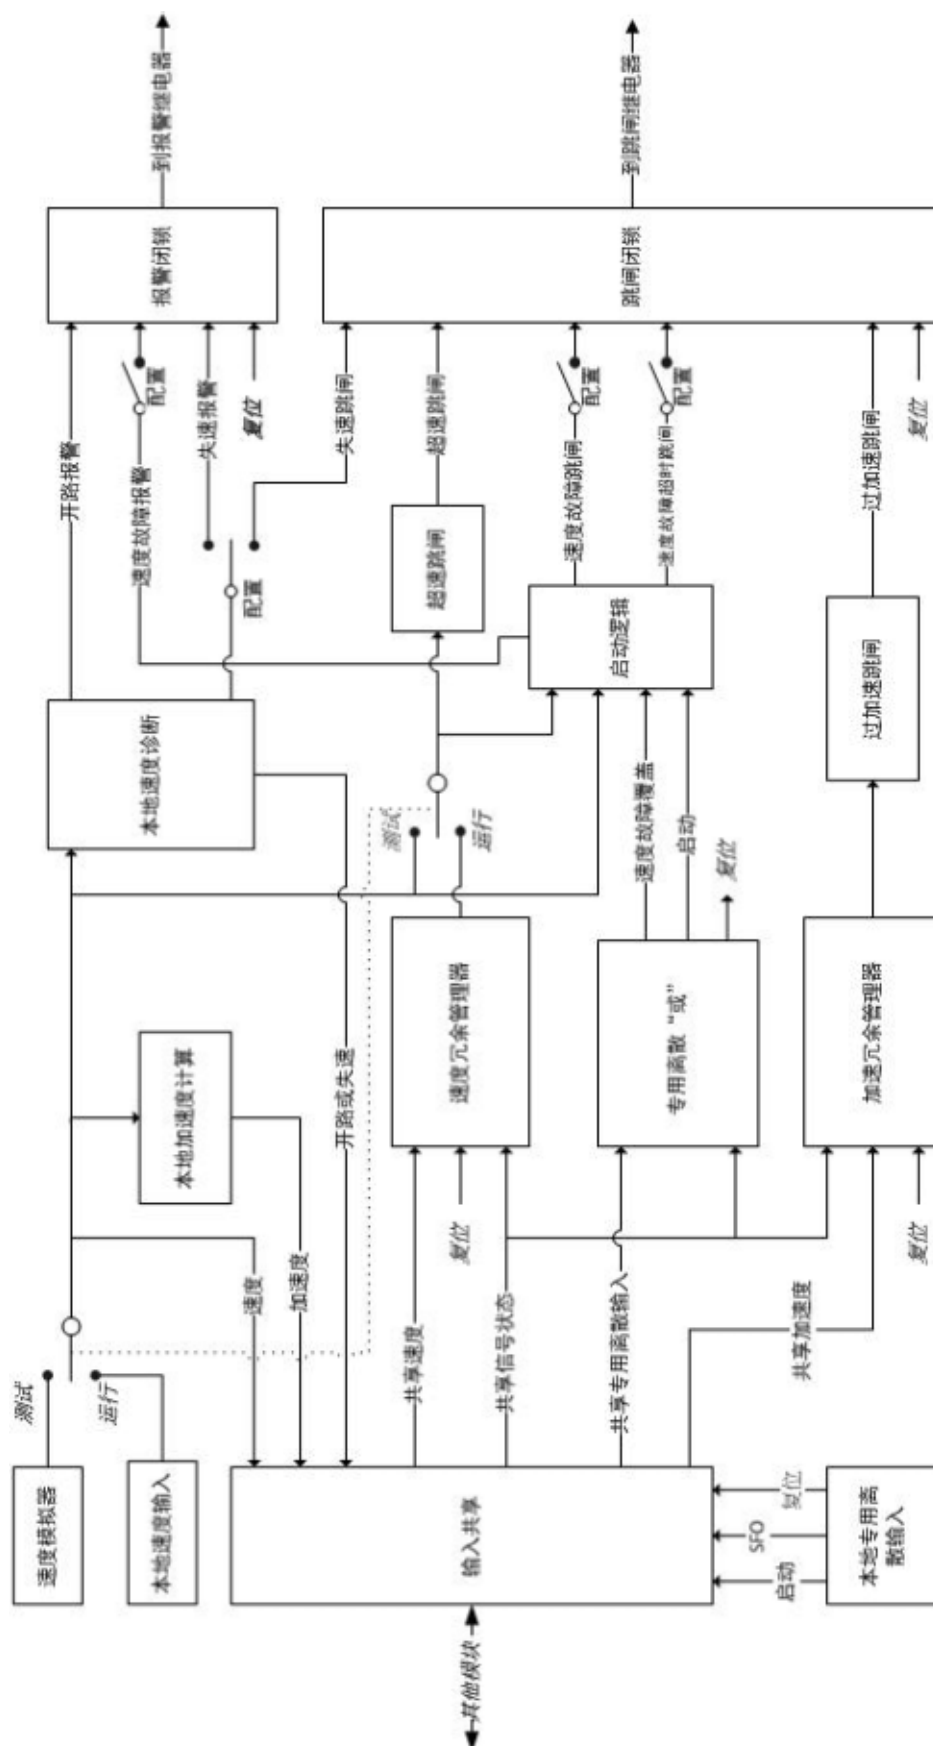 速度模拟器
测试
本地速度输入
运行
速度
本地加速度计算
加速度
本地速度诊断
开路报警
速度故障报警
配置
配置
失速报警
复位
报警闭锁
到报警继电器
开路或失速
失速跳闸
其他模块
输入共享
共享速度
复位
共享信号状态
速度冗余管理器
测试
运行
超速跳闸
超速跳闸
启动逻辑
速度故障跳闸
配置
速度故障超时跳闸
配置
跳闸闭锁
到跳闸继电器
共享专用离散输入
专用离散“或”
速度故障覆盖
启动
复位
共享加速度
复位
加速冗余管理器
过加速跳闸
过加速跳闸
复位
启动
SFO
复位
本地专用离
散输入